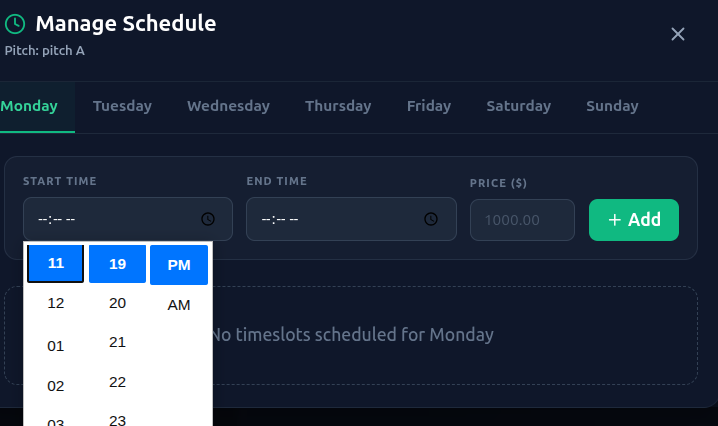 Manage Schedule
Pitch: pitch A
Monday Tuesday Wednesday Thursday Friday Saturday Sunday
START TIME END TIME PRICE ($)
--:-- -- --:-- -- 1000.00 + Add
11 19 PM
12 20 AM
01 21
No timeslots scheduled for Monday
02 22
03 23